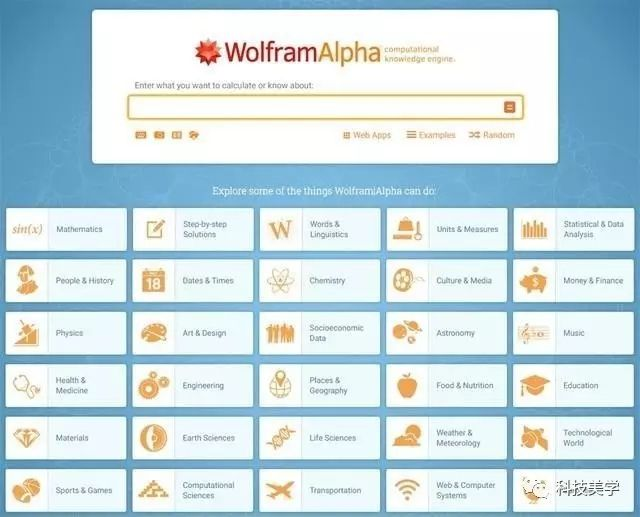 WolframAlpha computational
knowledge engine.
Enter what you want to calculate or know about:
Web Apps Examples Random
Explore some of the things Wolfram|Alpha can do:
sin(x) Mathematics
Step-by-step
Solutions
W Words &
Linguistics
Units & Measures
Statistical & Data
Analysis
People & History
18 Dates & Times
Chemistry
Culture & Media
Money & Finance
Physics
Art & Design
Socioeconomic
Data
Astronomy
Music
Health &
Medicine
Engineering
Places &
Geography
Food & Nutrition
Education
Materials
Earth Sciences
Life Sciences
Weather &
Meteorology
Technological
World
Sports & Games
Computational
Sciences
Transportation
Web & Computer
Systems
科技美学